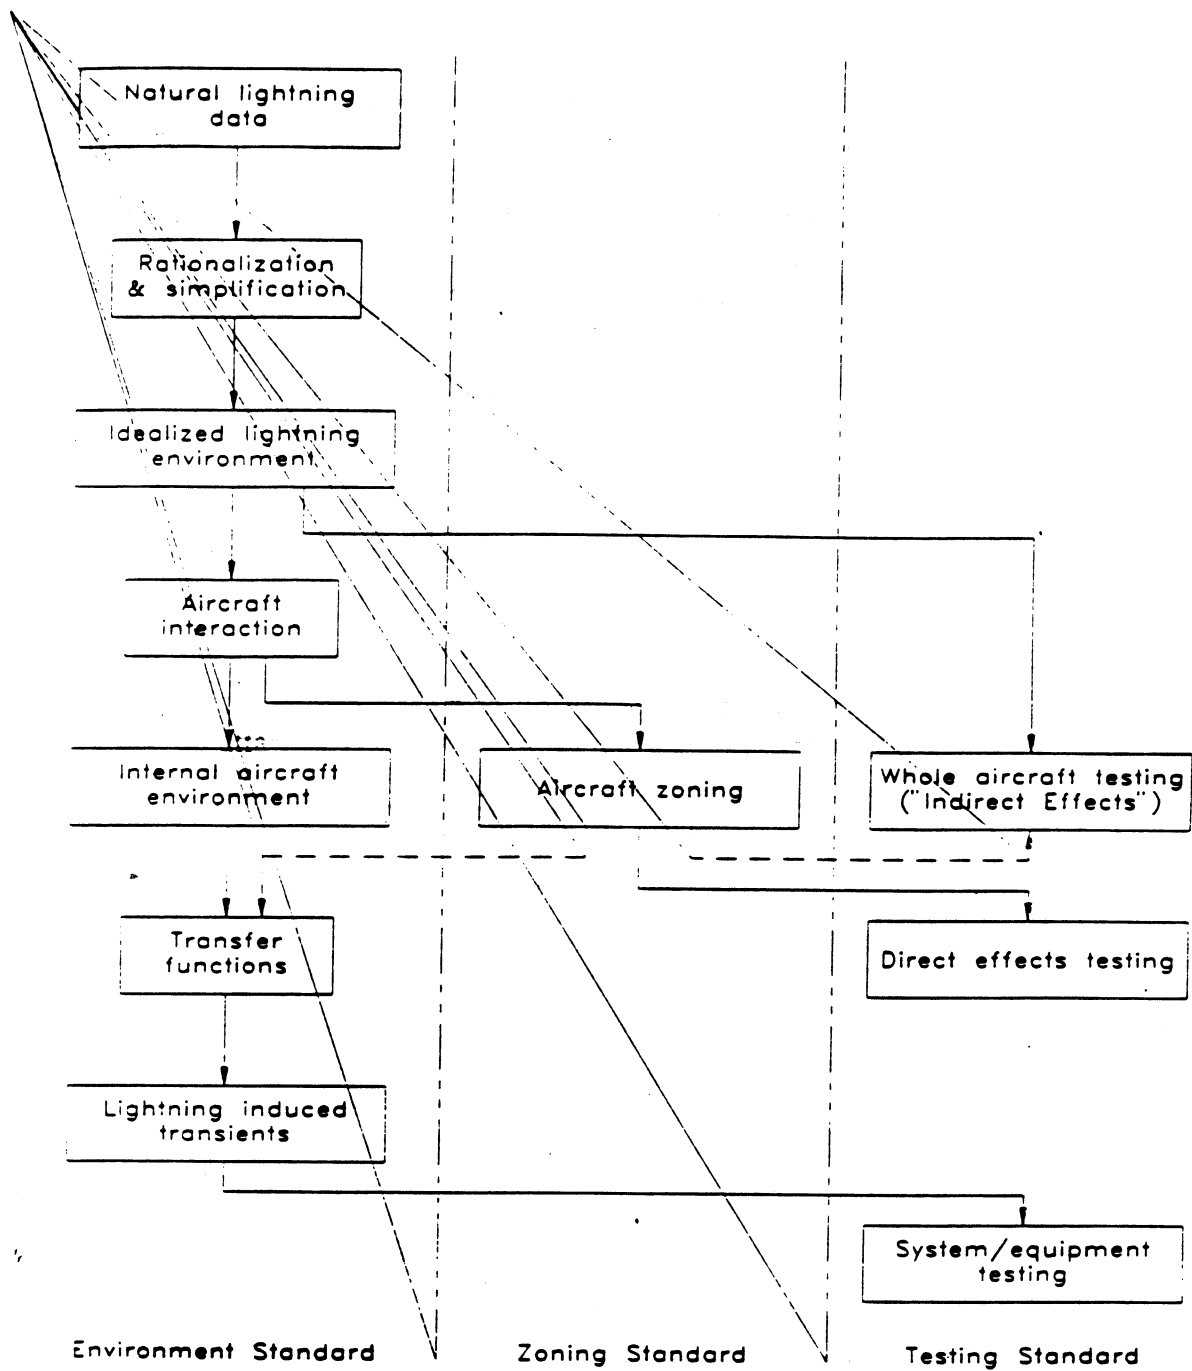 Natural lightning
data
Rationalization
& simplification
Idealized lightning
environment
Aircraft
interaction
Internal aircraft
environment
Aircraft zoning
Whole aircraft testing
("Indirect Effects")
Transfer
functions
Direct effects testing
Lightning induced
transients
System/equipment
testing
Environment Standard
Zoning Standard
Testing Standard